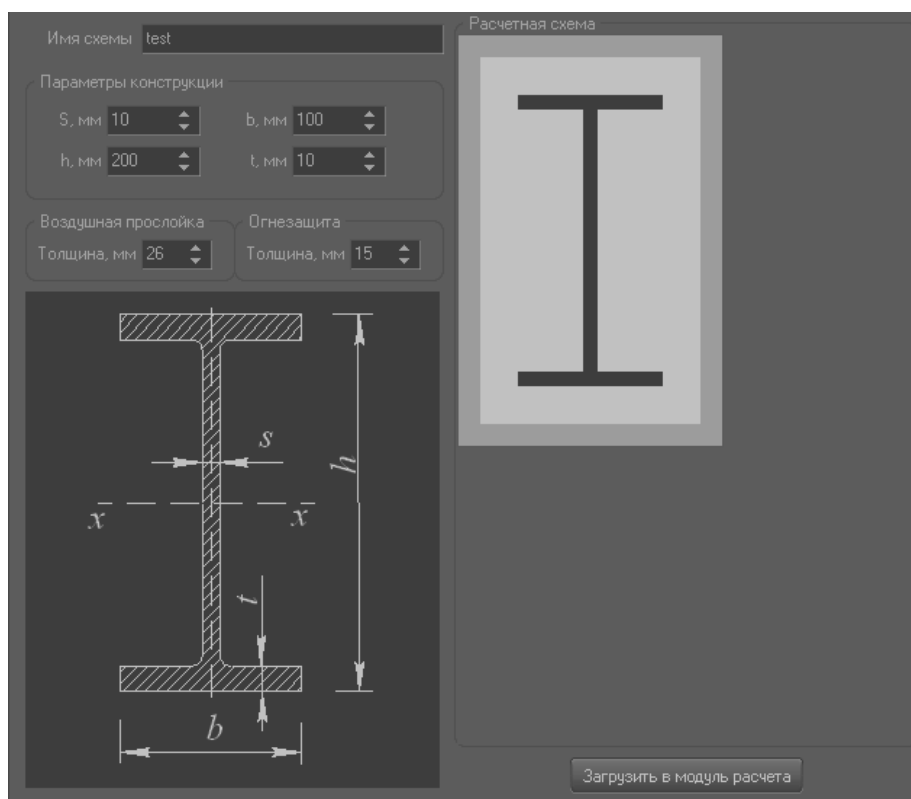 Имя схемы test
Параметры конструкции
S, мм 10 b, мм 100
h, мм 200 t, мм 10
Воздушная прослойка
Толщина, мм 26
Огнезащита
Толщина, мм 15
s
h
x x
t
b
Расчетная схема
Загрузить в модуль расчета